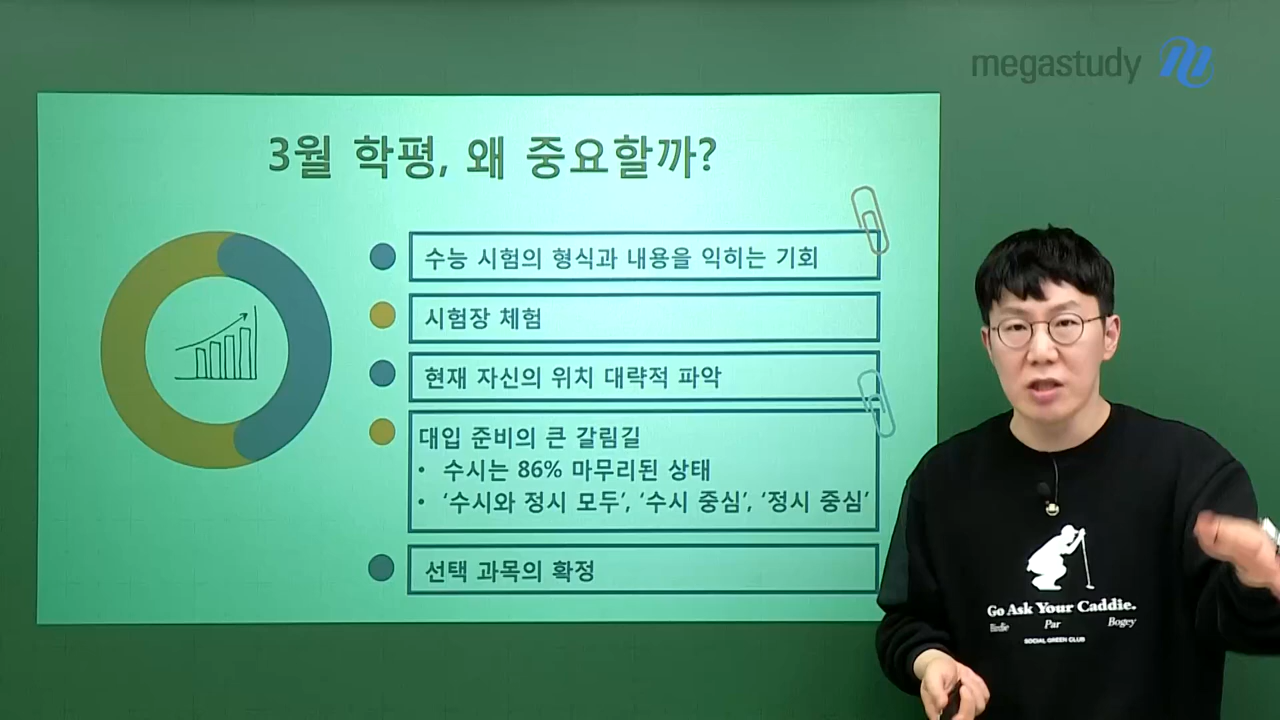 megastudy
3월 학평, 왜 중요할까?
수능 시험의 형식과 내용을 익히는 기회
시험장 체험
현재 자신의 위치 대략적 파악
대입 준비의 큰 갈림길
• 수시는 86% 마무리된 상태
• ‘수시와 정시 모두’, ‘수시 중심’, ‘정시 중심’
선택 과목의 확정
Go Ask Your Caddie.
Birdie Par Bogey
SOCIAL GREEN CLUB